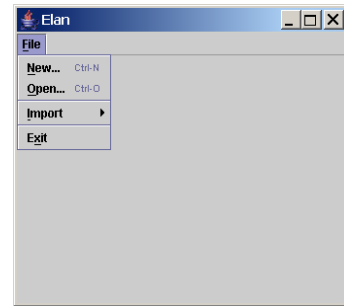 Elan
File
New... Ctrl-N
Open... Ctrl-O
Import
Exit